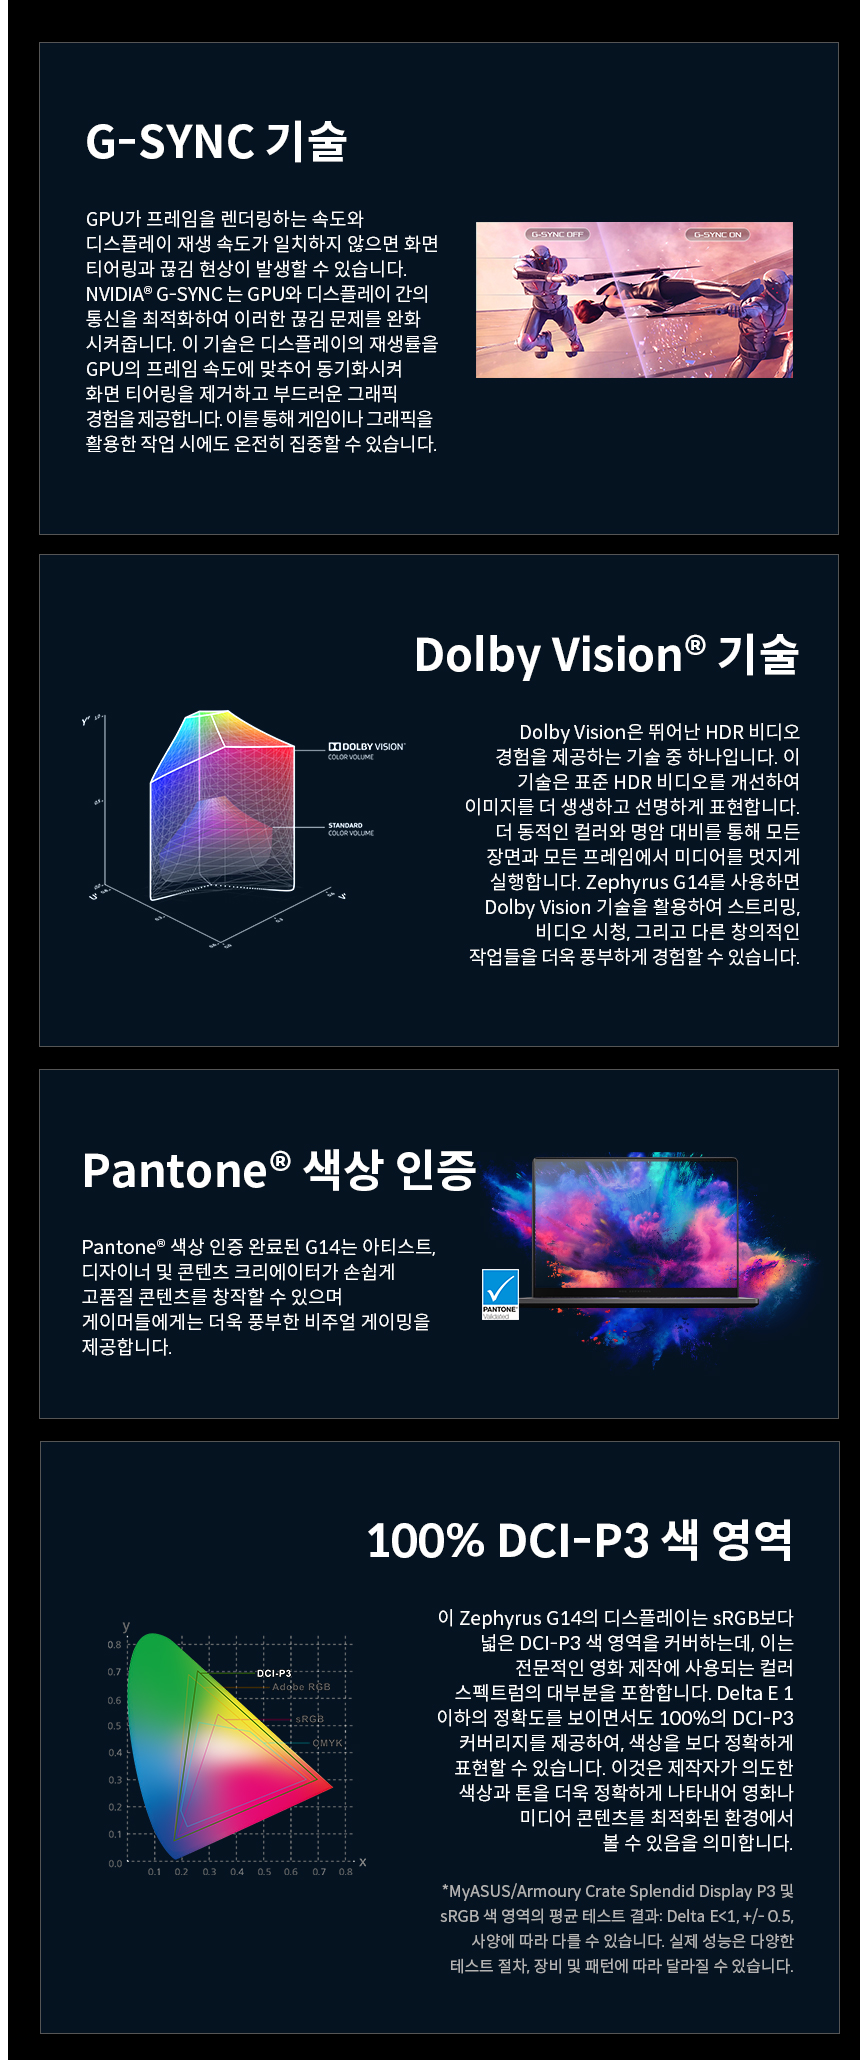 G-SYNC 기술
GPU가 프레임을 렌더링하는 속도와
디스플레이 재생 속도가 일치하지 않으면 화면
티어링과 끊김 현상이 발생할 수 있습니다.
NVIDIA® G-SYNC 는 GPU와 디스플레이 간의
통신을 최적화하여 이러한 끊김 문제를 완화
시켜줍니다. 이 기술은 디스플레이의 재생률을
GPU의 프레임 속도에 맞추어 동기화시켜
화면 티어링을 제거하고 부드러운 그래픽
경험을 제공합니다. 이를 통해 게임이나 그래픽을
활용한 작업 시에도 온전히 집중할 수 있습니다.
G-SYNC OFF
G-SYNC ON
Dolby Vision® 기술
Dolby Vision은 뛰어난 HDR 비디오
경험을 제공하는 기술 중 하나입니다. 이
기술은 표준 HDR 비디오를 개선하여
이미지를 더 생생하고 선명하게 표현합니다.
더 동적인 컬러와 명암 대비를 통해 모든
장면과 모든 프레임에서 미디어를 멋지게
실행합니다. Zephyrus G14를 사용하면
Dolby Vision 기술을 활용하여 스트리밍,
비디오 시청, 그리고 다른 창의적인
작업들을 더욱 풍부하게 경험할 수 있습니다.
DOLBY VISION™
COLOR VOLUME
STANDARD
COLOR VOLUME
Pantone® 색상 인증
Pantone® 색상 인증 완료된 G14는 아티스트,
디자이너 및 콘텐츠 크리에이터가 손쉽게
고품질 콘텐츠를 창작할 수 있으며
게이머들에게는 더욱 풍부한 비주얼 게이밍을
제공합니다.
PANTONE®
Validated
100% DCI-P3 색 영역
이 Zephyrus G14의 디스플레이는 sRGB보다
넓은 DCI-P3 색 영역을 커버하는데, 이는
전문적인 영화 제작에 사용되는 컬러
스펙트럼의 대부분을 포함합니다. Delta E 1
이하의 정확도를 보이면서도 100%의 DCI-P3
커버리지를 제공하여, 색상을 보다 정확하게
표현할 수 있습니다. 이것은 제작자가 의도한
색상과 톤을 더욱 정확하게 나타내어 영화나
미디어 콘텐츠를 최적화된 환경에서
볼 수 있음을 의미합니다.
*MyASUS/Armoury Crate Splendid Display P3 및
sRGB 색 영역의 평균 테스트 결과: Delta E<1, +/- 0.5,
사양에 따라 다를 수 있습니다. 실제 성능은 다양한
테스트 절차, 장비 및 패턴에 따라 달라질 수 있습니다.
y
0.8
0.7
0.6
0.5
0.4
0.3
0.2
0.1
0.0
DCI-P3
Adobe RGB
sRGB
CMYK
0.1 0.2 0.3 0.4 0.5 0.6 0.7 0.8 x